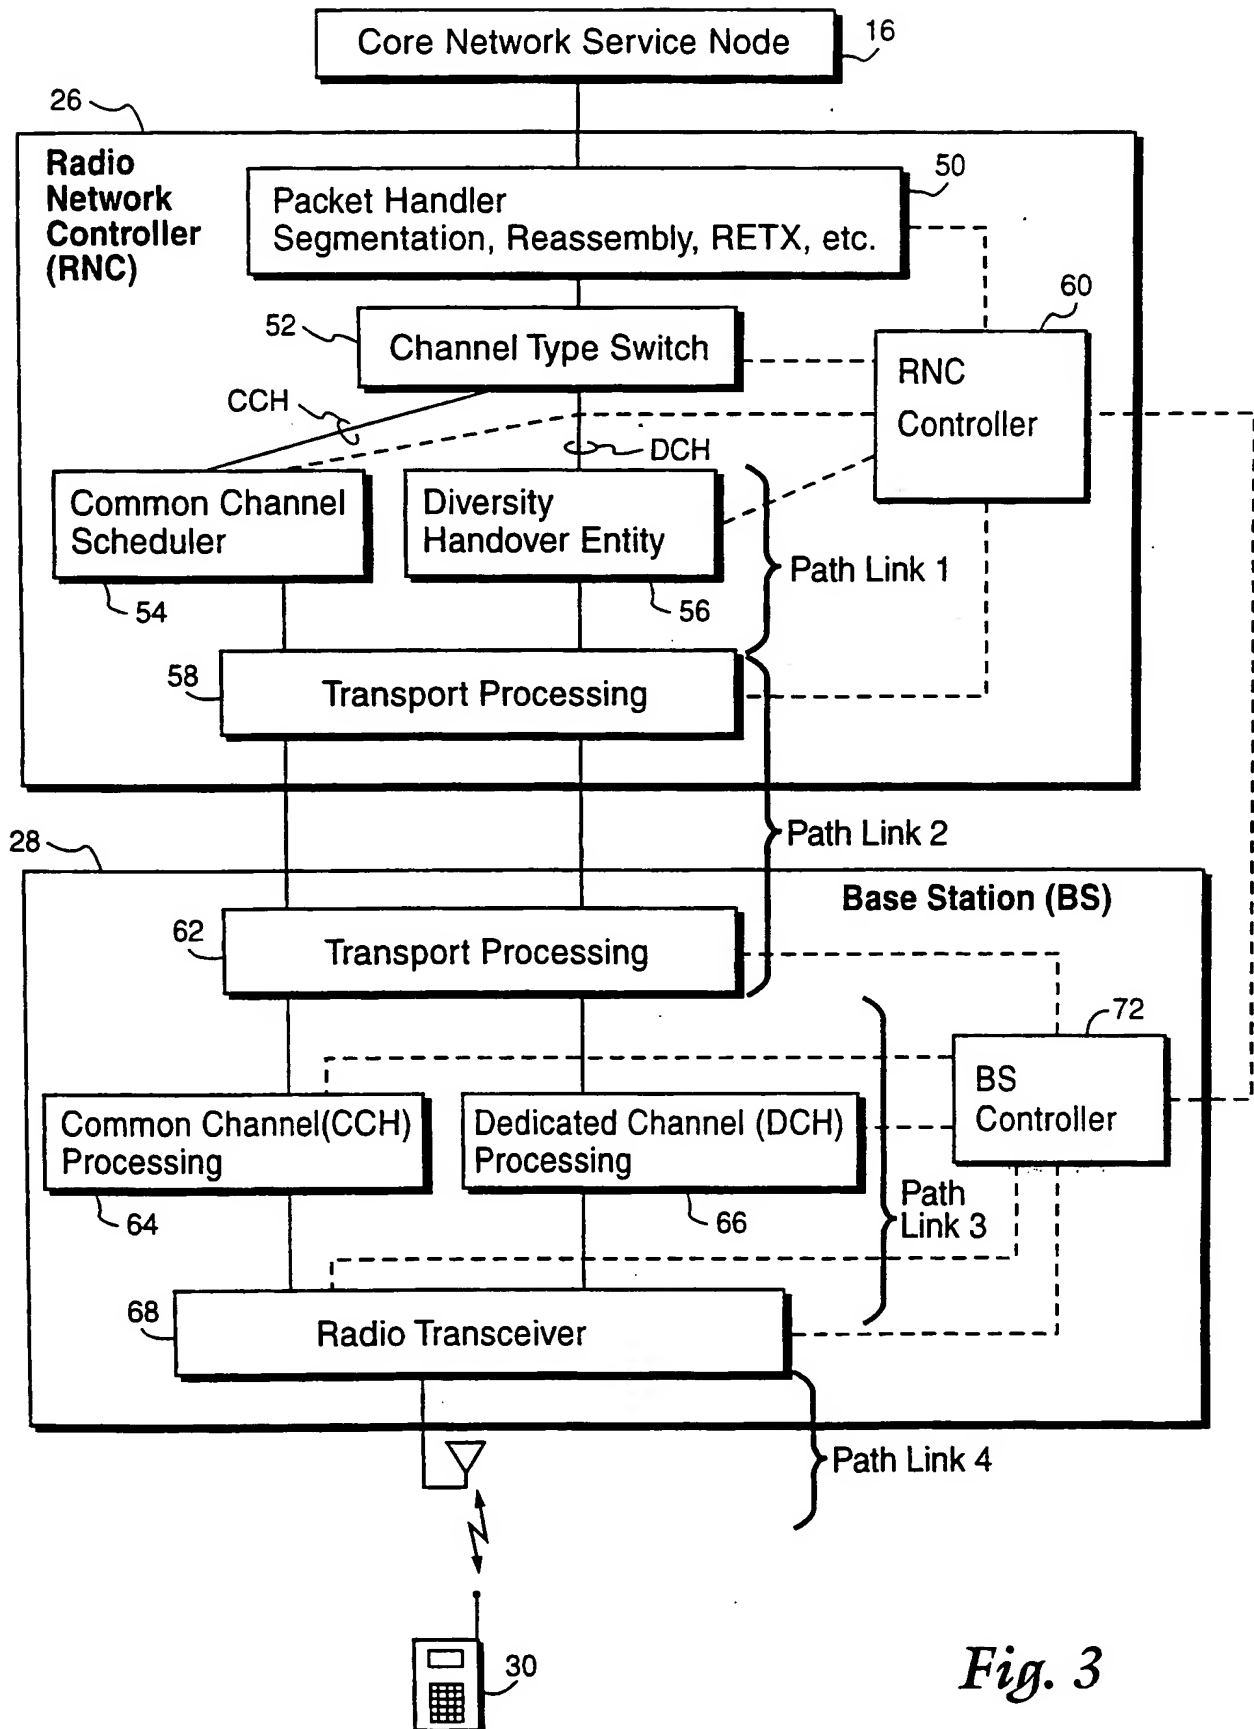 Core Network Service Node
16
26
Radio
Network
Controller
(RNC)
50
Packet Handler
Segmentation, Reassembly, RETX, etc.
52
Channel Type Switch
60
RNC
Controller
CCH
DCH
Common Channel
Scheduler
54
Diversity
Handover Entity
56
Path Link 1
58
Transport Processing
Path Link 2
28
Base Station (BS)
62
Transport Processing
72
BS
Controller
Common Channel(CCH)
Processing
64
Dedicated Channel (DCH)
Processing
66
Path
Link 3
68
Radio Transceiver
Path Link 4
30
Fig. 3